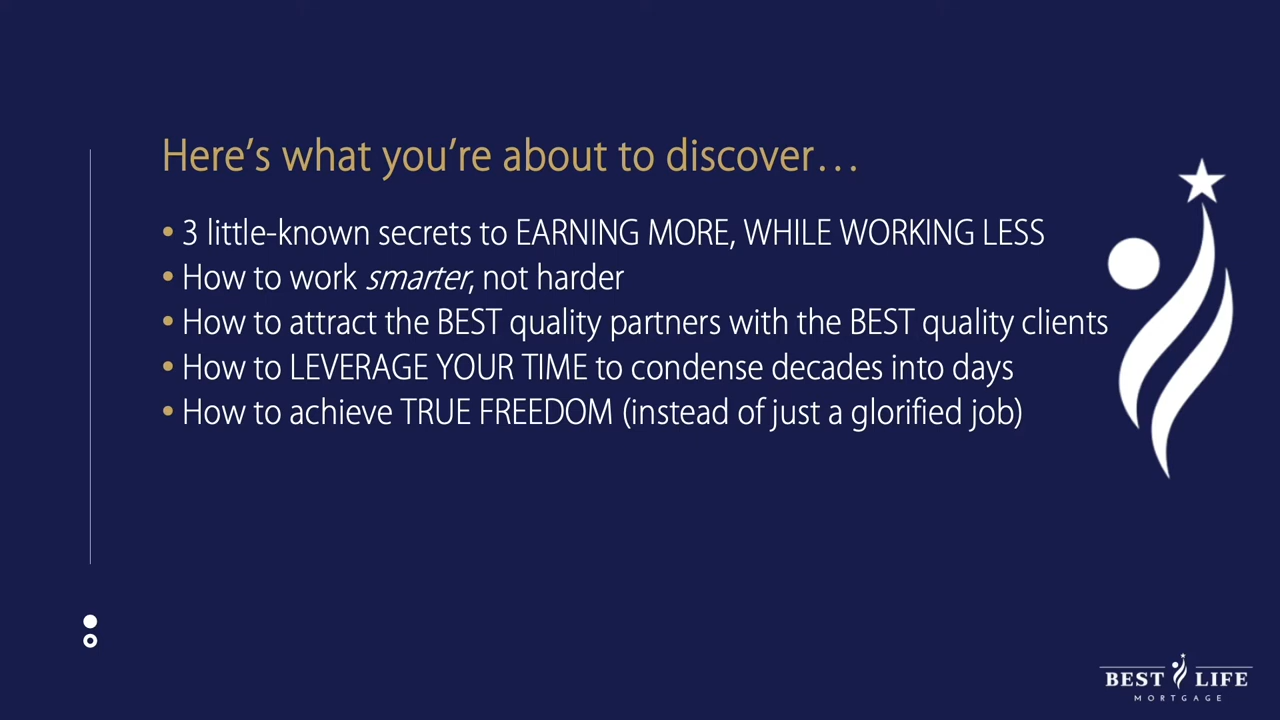 Here’s what you’re about to discover…
• 3 little-known secrets to EARNING MORE, WHILE WORKING LESS
• How to work smarter, not harder
• How to attract the BEST quality partners with the BEST quality clients
• How to LEVERAGE YOUR TIME to condense decades into days
• How to achieve TRUE FREEDOM (instead of just a glorified job)
BEST LIFE
MORTGAGE